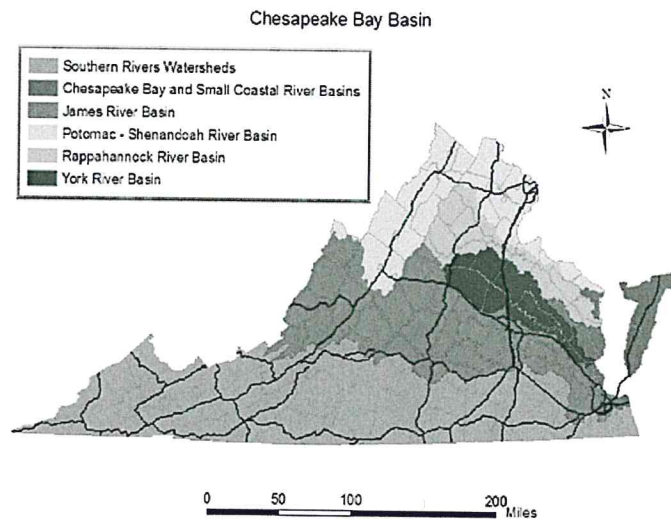 Chesapeake Bay Basin
Southern Rivers Watersheds
Chesapeake Bay and Small Coastal River Basins
James River Basin
Potomac - Shenandoah River Basin
Rappahannock River Basin
York River Basin
N
0 50 100 200
Miles